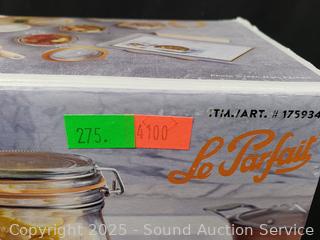 ITM./ART. # 175934
275.
4100
Le Parfait
Copyright © 2025 - Sound Auction Service